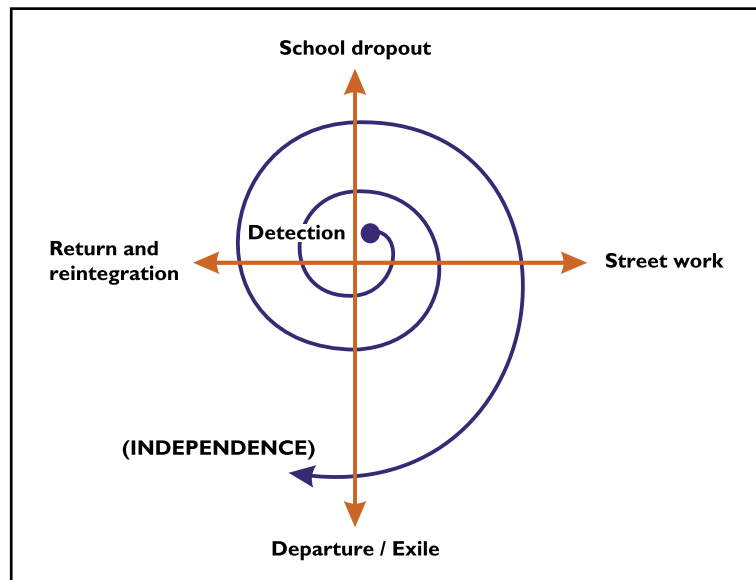 School dropout
Detection
Return and
reintegration
Street work
(INDEPENDENCE)
Departure / Exile